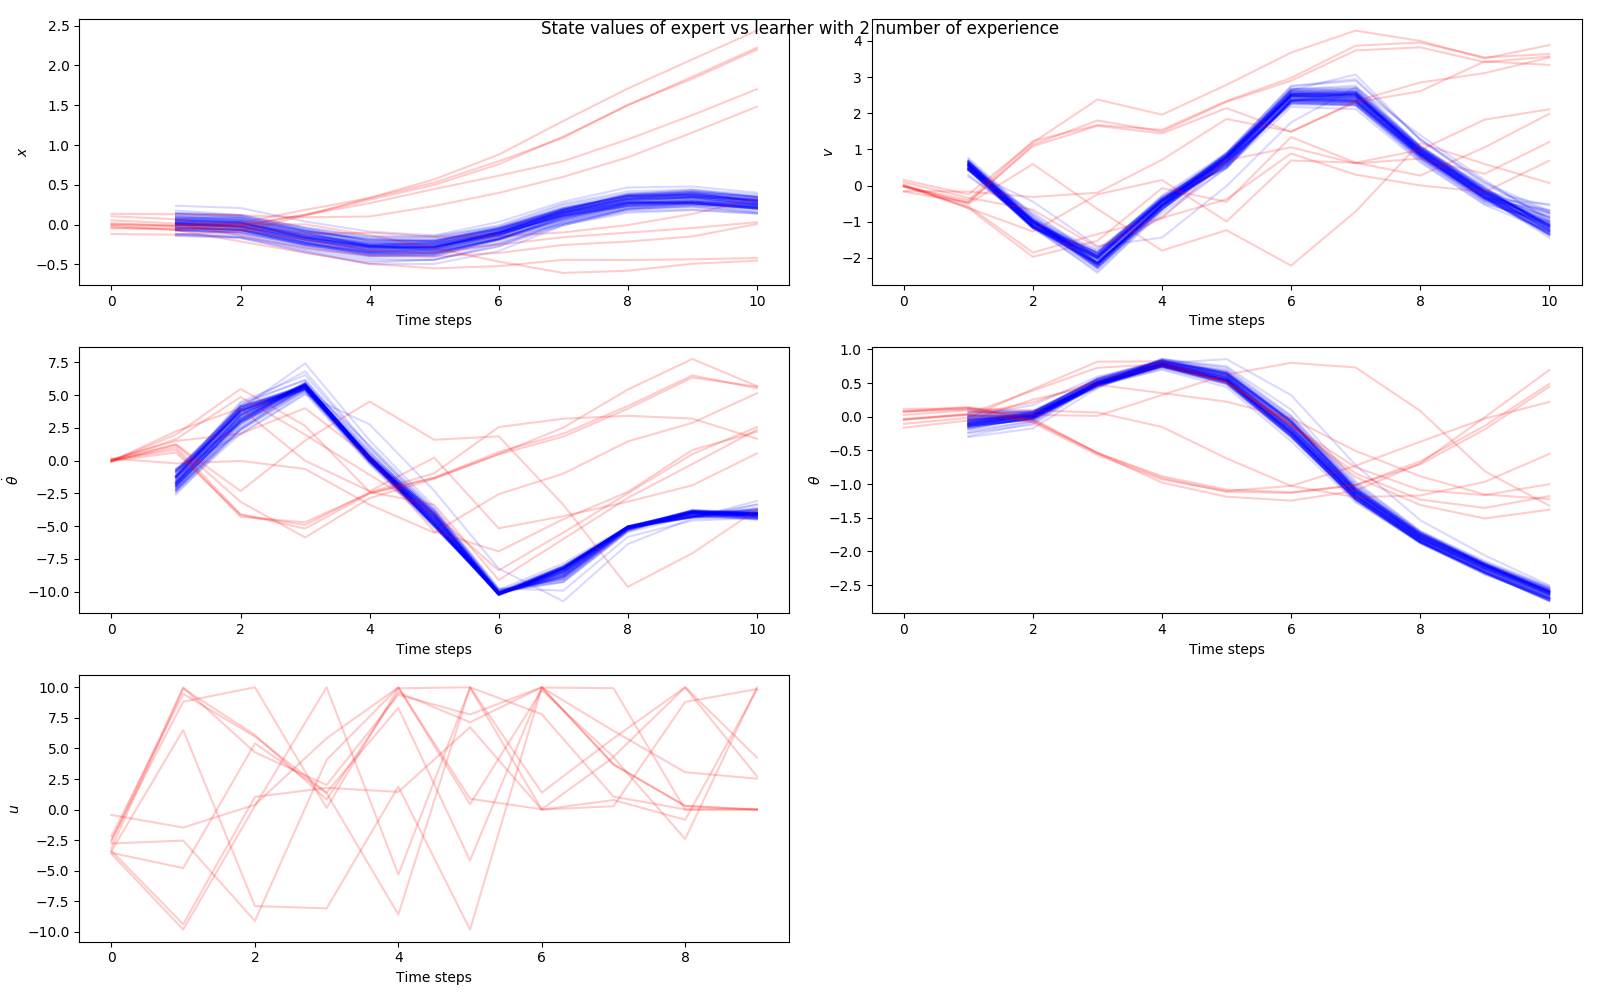 State values of expert vs learner with 2 number of experience
2.5
2.0
1.5
1.0
0.5
0.0
−0.5
x
0 2 4 6 8 10
Time steps
4
3
2
1
0
−1
−2
v
0 2 4 6 8 10
Time steps
7.5
5.0
2.5
0.0
−2.5
−5.0
−7.5
−10.0
θ̇
0 2 4 6 8 10
Time steps
1.0
0.5
0.0
−0.5
−1.0
−1.5
−2.0
−2.5
θ
0 2 4 6 8 10
Time steps
10.0
7.5
5.0
2.5
0.0
−2.5
−5.0
−7.5
−10.0
u
0 2 4 6 8
Time steps